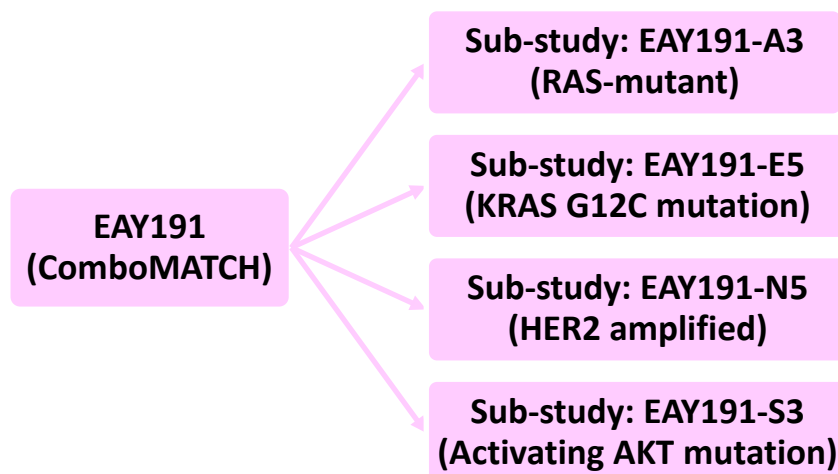 Sub-study: EAY191-A3
(RAS-mutant)
Sub-study: EAY191-E5
(KRAS G12C mutation)
EAY191
(ComboMATCH)
Sub-study: EAY191-N5
(HER2 amplified)
Sub-study: EAY191-S3
(Activating AKT mutation)